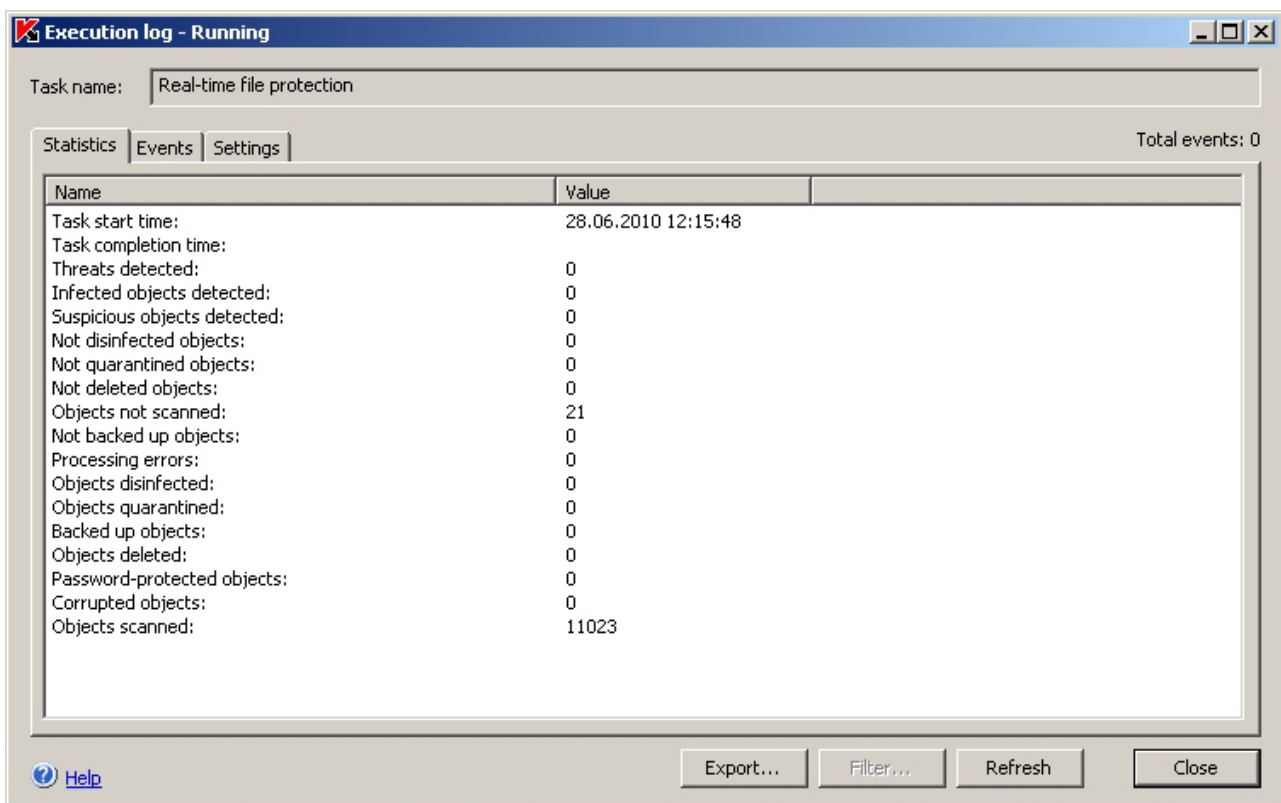 Execution log - Running
Task name: Real-time file protection
Statistics Events Settings Total events: 0
Name Value
Task start time: 28.06.2010 12:15:48
Task completion time:
Threats detected: 0
Infected objects detected: 0
Suspicious objects detected: 0
Not disinfected objects: 0
Not quarantined objects: 0
Not deleted objects: 0
Objects not scanned: 21
Not backed up objects: 0
Processing errors: 0
Objects disinfected: 0
Objects quarantined: 0
Backed up objects: 0
Objects deleted: 0
Password-protected objects: 0
Corrupted objects: 0
Objects scanned: 11023
Help Export... Filter... Refresh Close